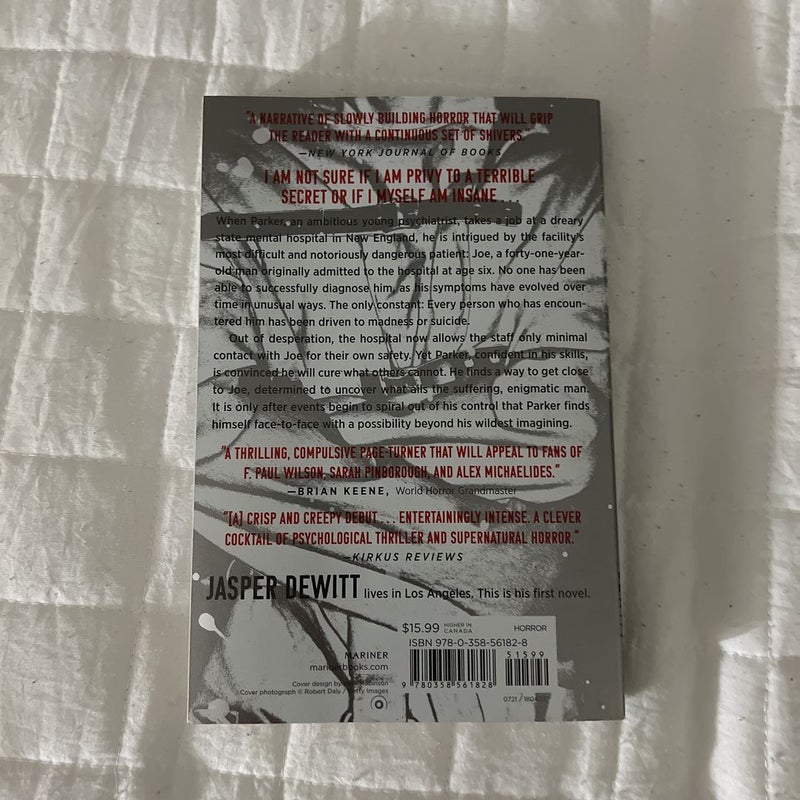 "A NARRATIVE OF SLOWLY BUILDING HORROR THAT WILL GRIP
THE READER WITH A CONTINUOUS SET OF SHIVERS."
—NEW YORK JOURNAL OF BOOKS
I AM NOT SURE IF I AM PRIVY TO A TERRIBLE
SECRET OR IF I MYSELF AM INSANE . . .
When Parker, an ambitious young psychiatrist, takes a job at a dreary
state mental hospital in New England, he is intrigued by the facility's
most difficult and notoriously dangerous patient: Joe, a forty-one-year-
old man originally admitted to the hospital at age six. No one has been
able to successfully diagnose him, as his symptoms have evolved over
time in unusual ways. The only constant: Every person who has encoun-
tered him has been driven to madness or suicide.
Out of desperation, the hospital now allows the staff only minimal
contact with Joe for their own safety. Yet Parker, confident in his skills,
is convinced he will cure what others cannot. He finds a way to get close
to Joe, determined to uncover what ails the suffering, enigmatic man.
It is only after events begin to spiral out of his control that Parker finds
himself face-to-face with a possibility beyond his wildest imagining.
"A THRILLING, COMPULSIVE PAGE-TURNER THAT WILL APPEAL TO FANS OF
F. PAUL WILSON, SARAH PINBOROUGH, AND ALEX MICHAELIDES."
—BRIAN KEENE, World Horror Grandmaster
"[A] CRISP AND CREEPY DEBUT . . . ENTERTAININGLY INTENSE. A CLEVER
COCKTAIL OF PSYCHOLOGICAL THRILLER AND SUPERNATURAL HORROR."
—KIRKUS REVIEWS
JASPER DEWITT lives in Los Angeles. This is his first novel.
$15.99 HIGHER IN CANADA HORROR
ISBN 978-0-358-56182-8
51599
MARINER
marinerbooks.com
9 780358 561828
Cover design by Robinson
Cover photograph © Robert Daly / Getty Images
0721 /